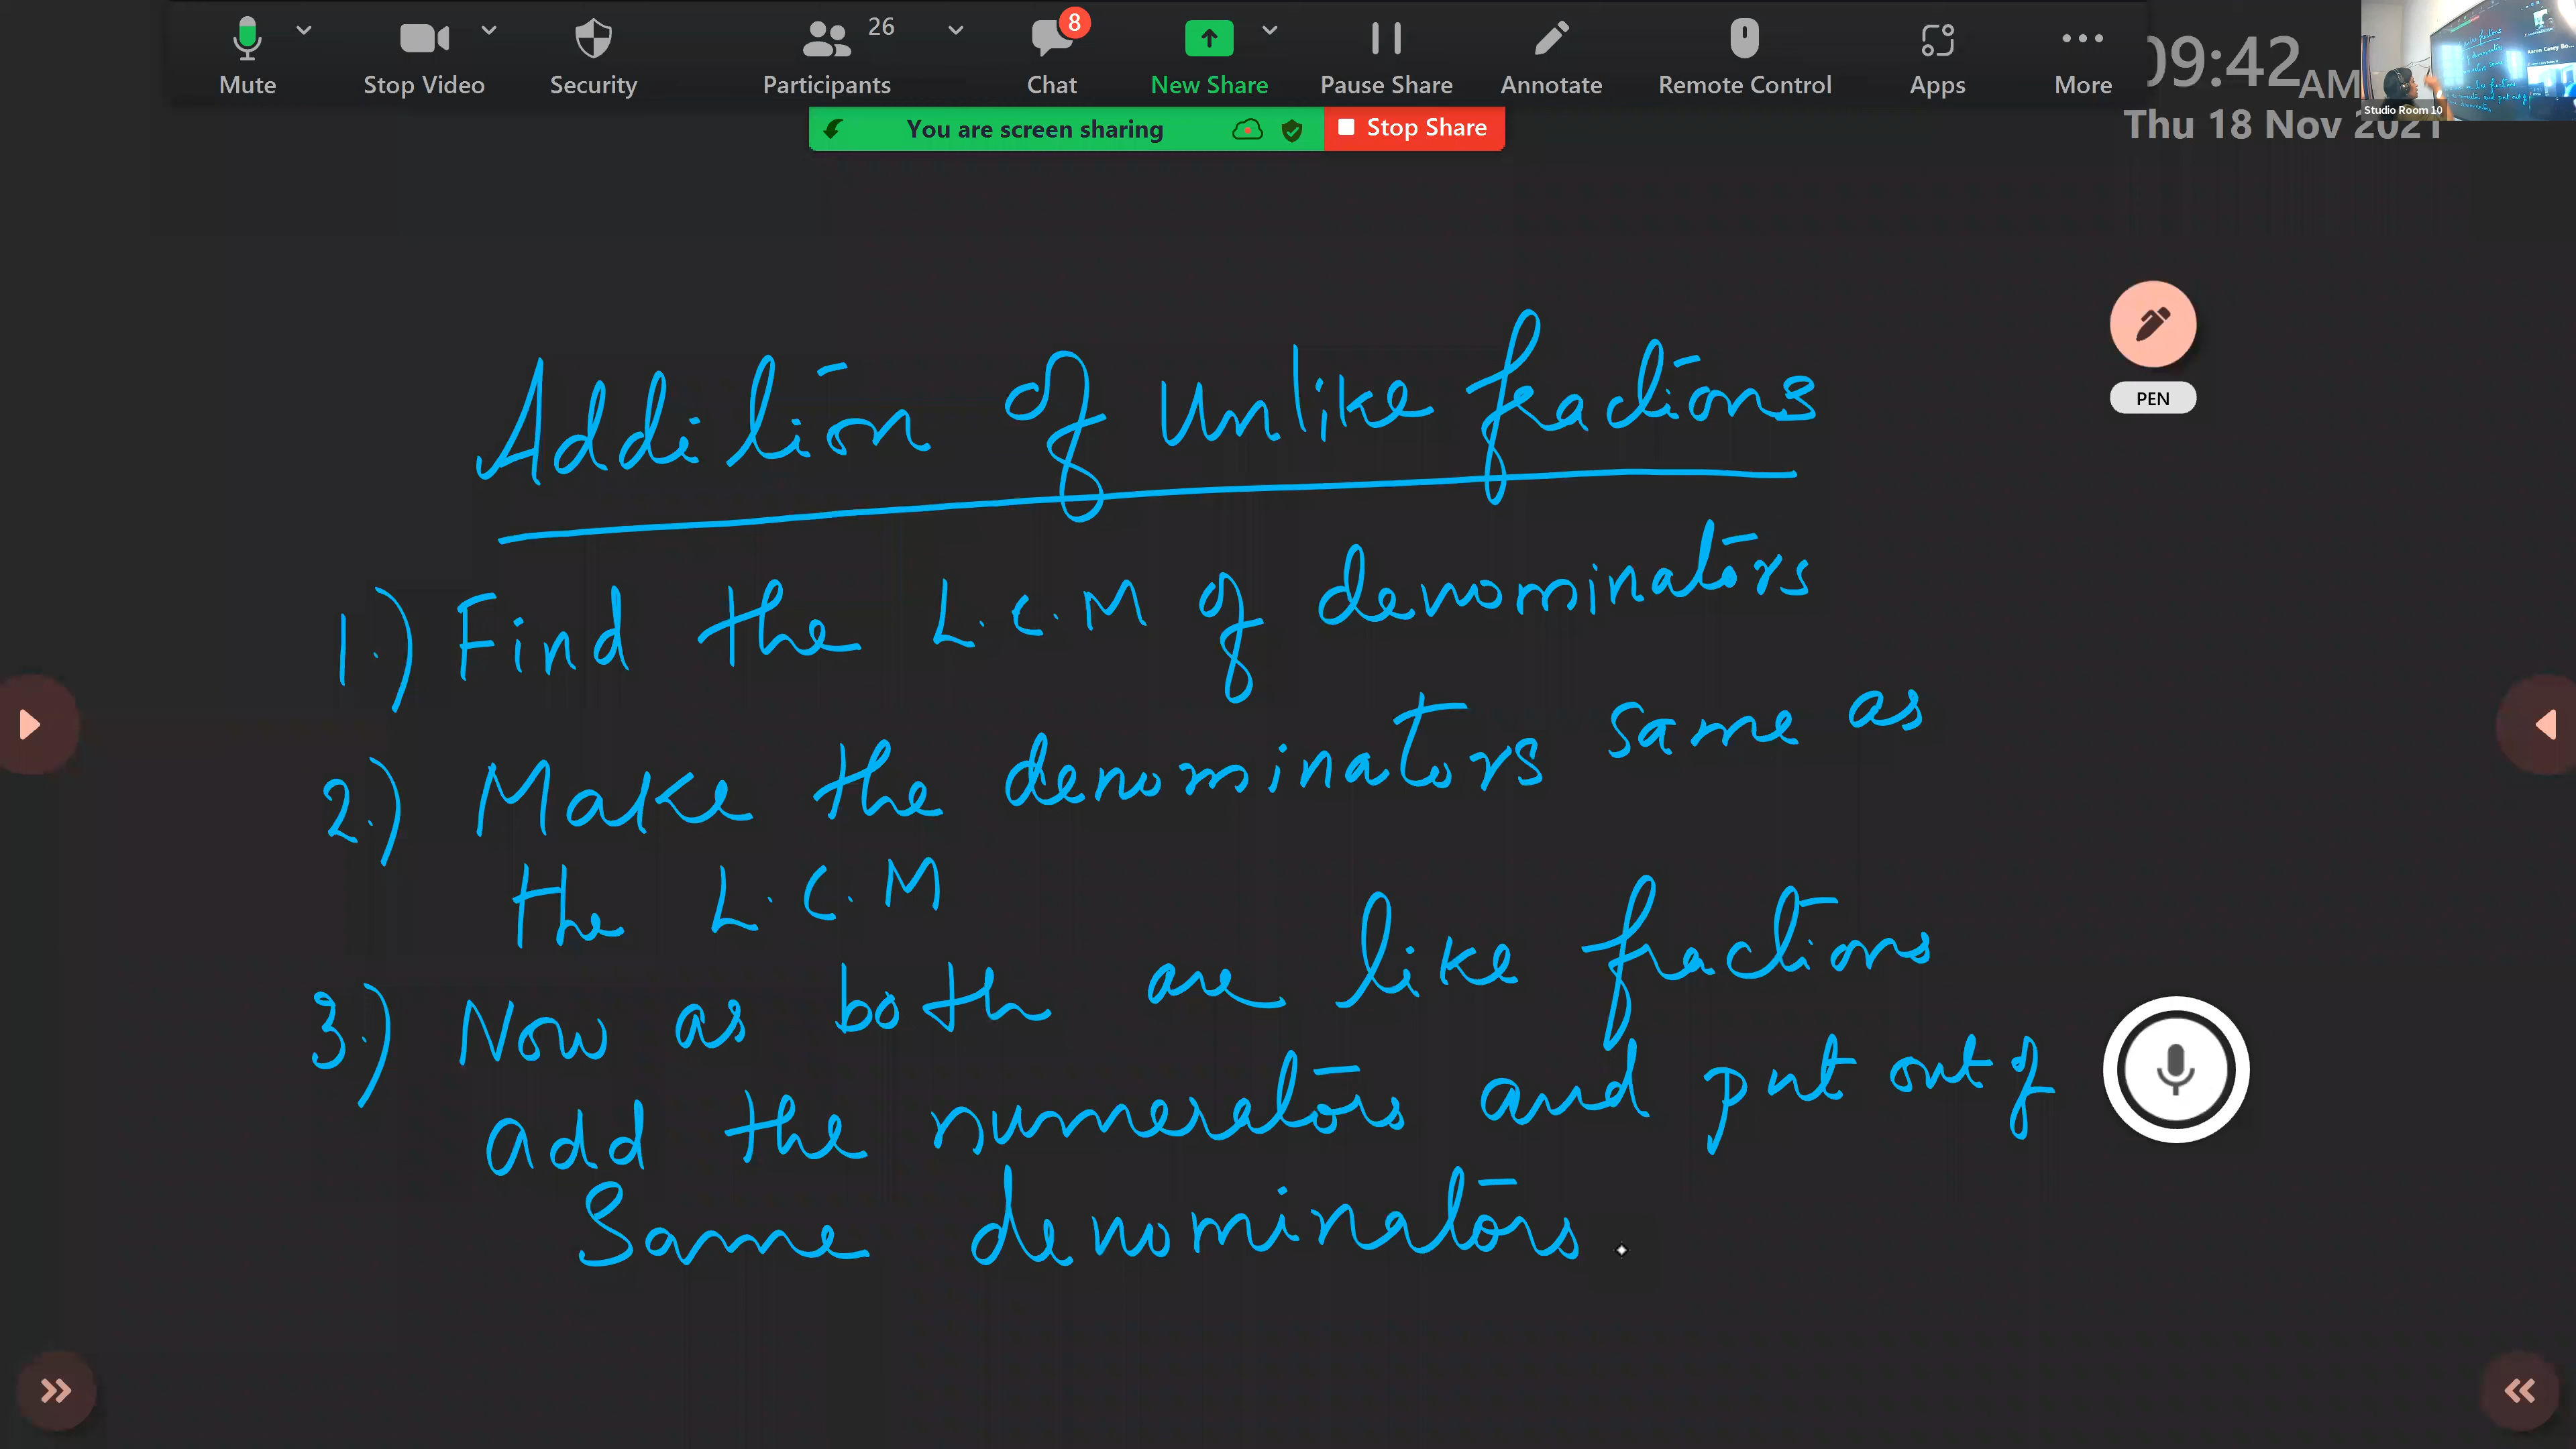 Mute
Stop Video
Security
Participants
26
Chat
8
New Share
Pause Share
Annotate
Remote Control
Apps
More
09:42 AM
Thu 18 Nov 2021
Studio Room 10
You are screen sharing
Stop Share
PEN
Addition of Unlike fractions
1.) Find the L.C.M of denominators
2.) Make the denominators same as
the L.C.M
3.) Now as both are like fractions
add the numerators and put out of
Same denominators.